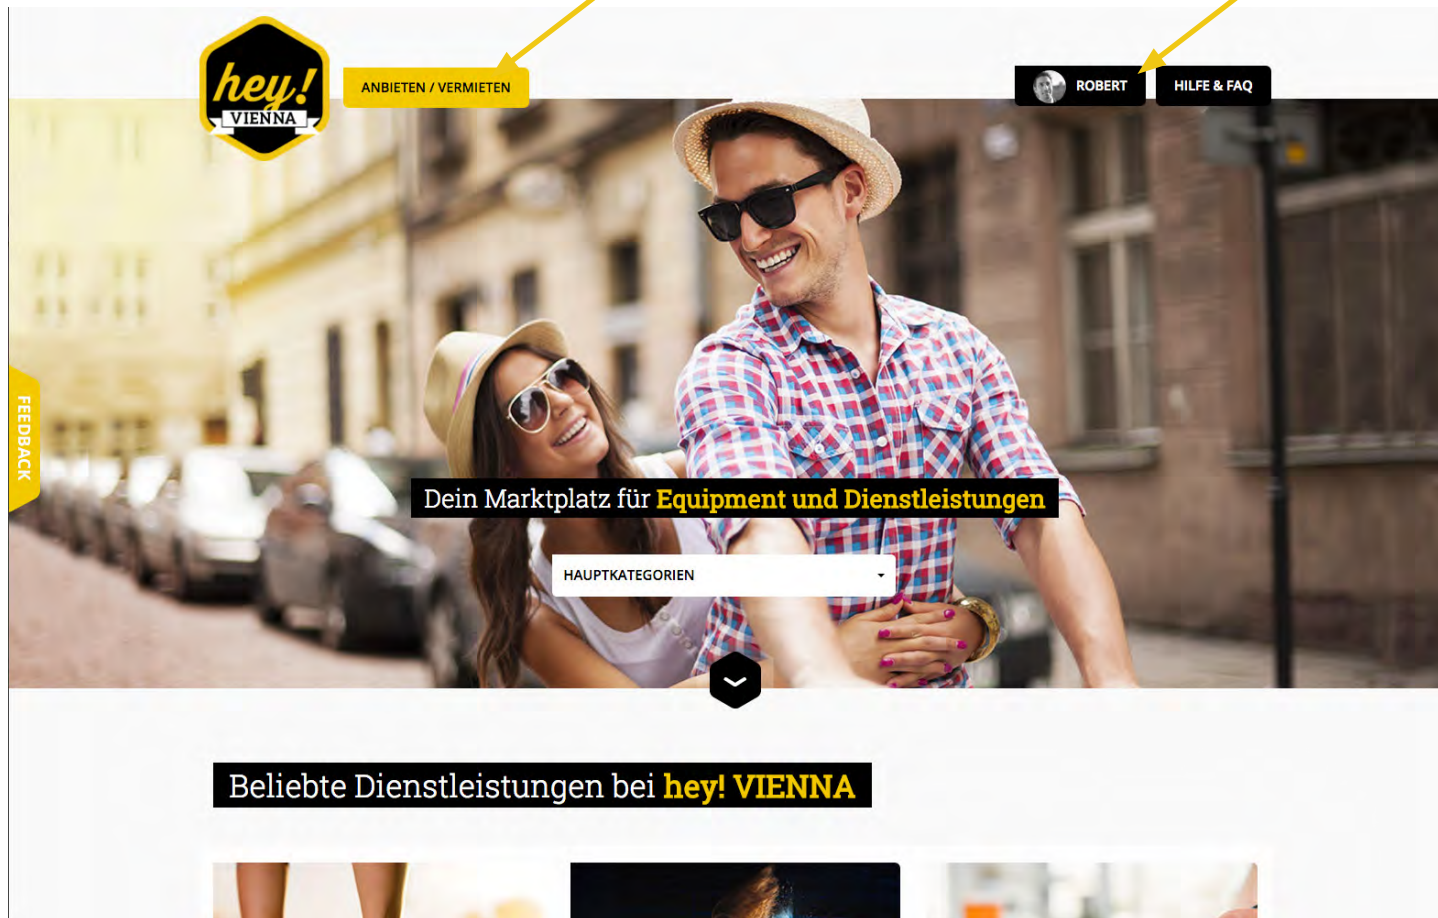 hey!
VIENNA
ANBIETEN / VERMIETEN
ROBERT
HILFE & FAQ
FEEDBACK
Dein Marktplatz für Equipment und Dienstleistungen
HAUPTKATEGORIEN
Beliebte Dienstleistungen bei hey! VIENNA